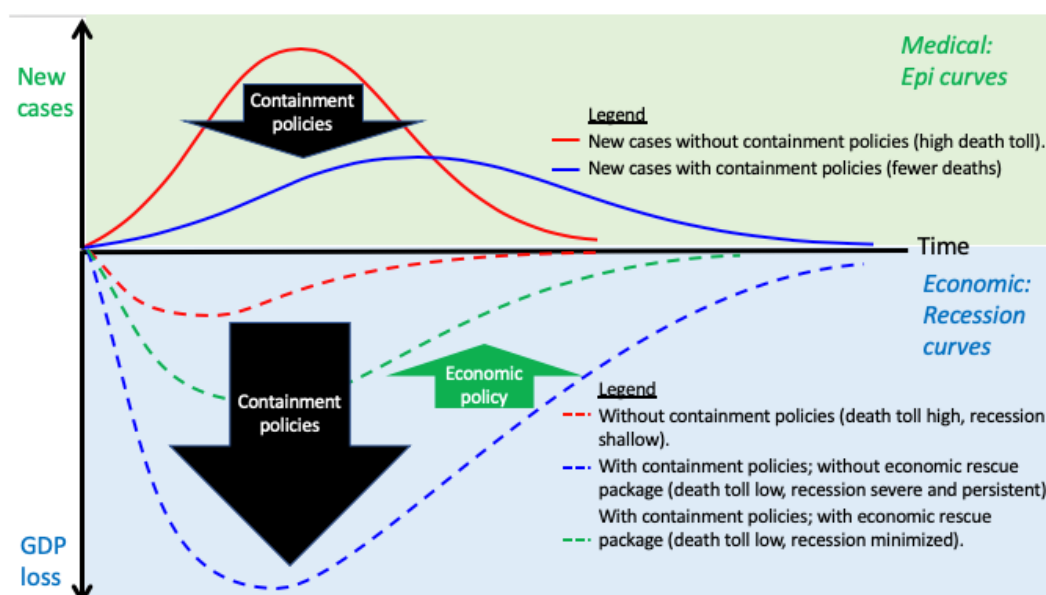 New
cases
Medical:
Epi curves
Containment
policies
Legend
New cases without containment policies (high death toll).
New cases with containment policies (fewer deaths)
Time
Economic:
Recession
curves
Economic
policy
Containment
policies
Legend
Without containment policies (death toll high, recession
shallow).
With containment policies; without economic rescue
package (death toll low, recession severe and persistent)
With containment policies; with economic rescue
package (death toll low, recession minimized).
GDP
loss